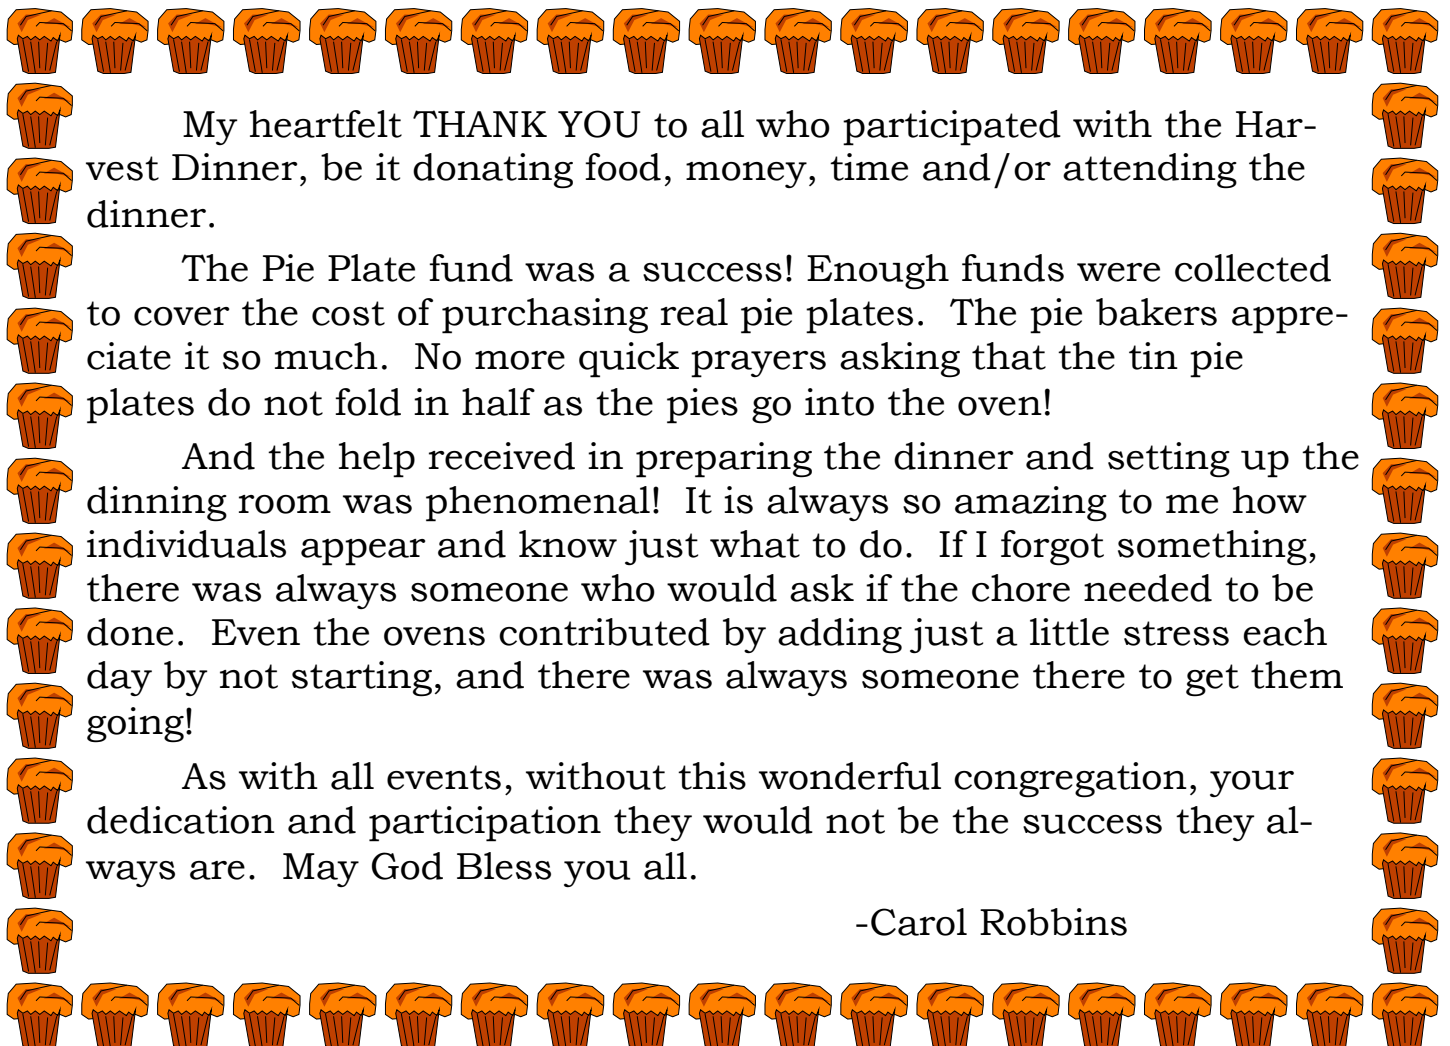 My heartfelt THANK YOU to all who participated with the Har-
vest Dinner, be it donating food, money, time and/or attending the
dinner.
The Pie Plate fund was a success! Enough funds were collected
to cover the cost of purchasing real pie plates.  The pie bakers appre-
ciate it so much.  No more quick prayers asking that the tin pie
plates do not fold in half as the pies go into the oven!
And the help received in preparing the dinner and setting up the
dinning room was phenomenal!  It is always so amazing to me how
individuals appear and know just what to do.  If I forgot something,
there was always someone who would ask if the chore needed to be
done.  Even the ovens contributed by adding just a little stress each
day by not starting, and there was always someone there to get them
going!
As with all events, without this wonderful congregation, your
dedication and participation they would not be the success they al-
ways are.  May God Bless you all.
-Carol Robbins